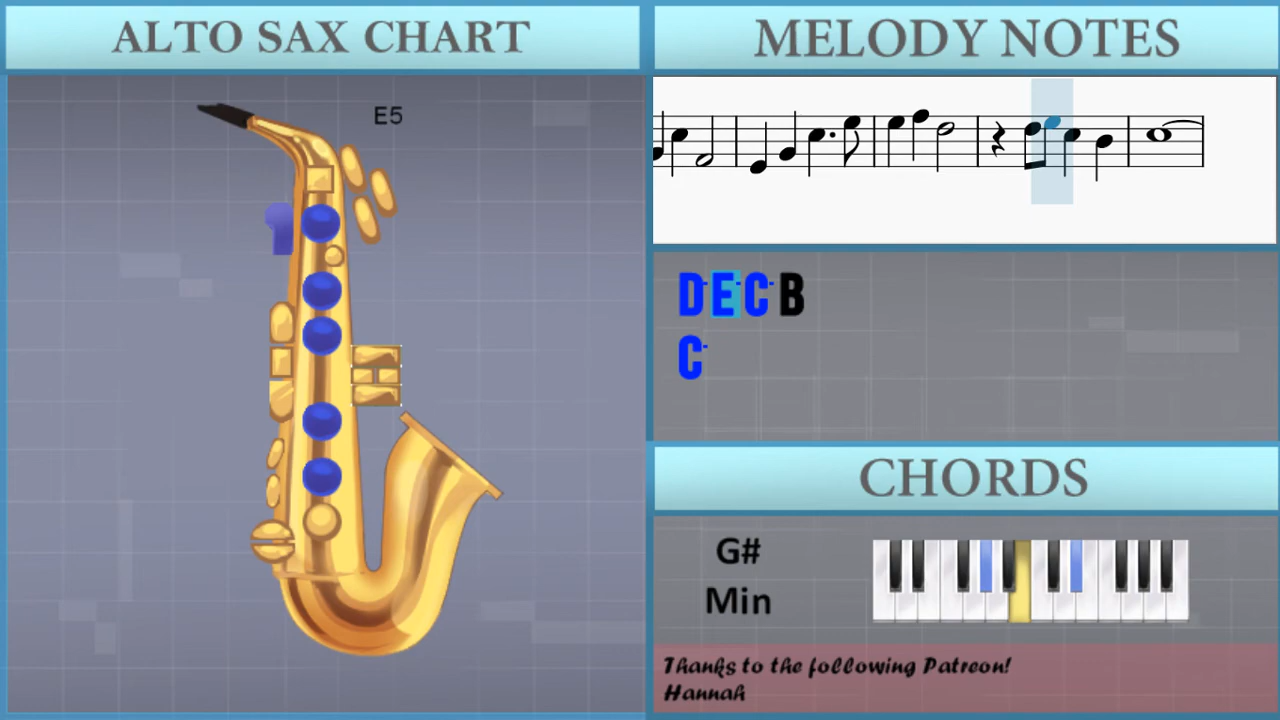 ALTO SAX CHART
E5
MELODY NOTES
D-E-C-B
C-
CHORDS
G#
Min
Thanks to the following Patreon!
Hannah